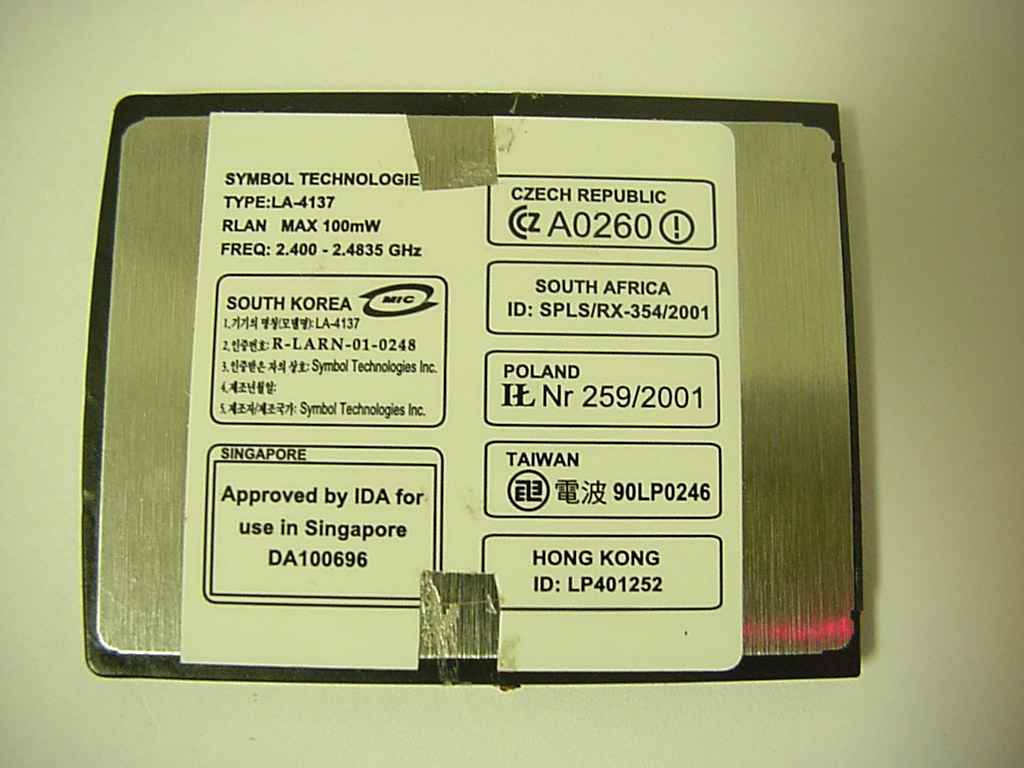 SYMBOL TECHNOLOGIE
TYPE:LA-4137
RLAN MAX 100mW
FREQ: 2.400 - 2.4835 GHz
SOUTH KOREA MIC
1.기기의 명칭(모델명): LA-4137
2.인증번호: R-LARN-01-0248
3.인증받은 자의 상호: Symbol Technologies Inc.
4.제조년월일:
5.제조자/제조국가: Symbol Technologies Inc.
SINGAPORE
Approved by IDA for
use in Singapore
DA100696
CZECH REPUBLIC
CZ A0260
SOUTH AFRICA
ID: SPLS/RX-354/2001
POLAND
IŁ Nr 259/2001
TAIWAN
電波 90LP0246
HONG KONG
ID: LP401252